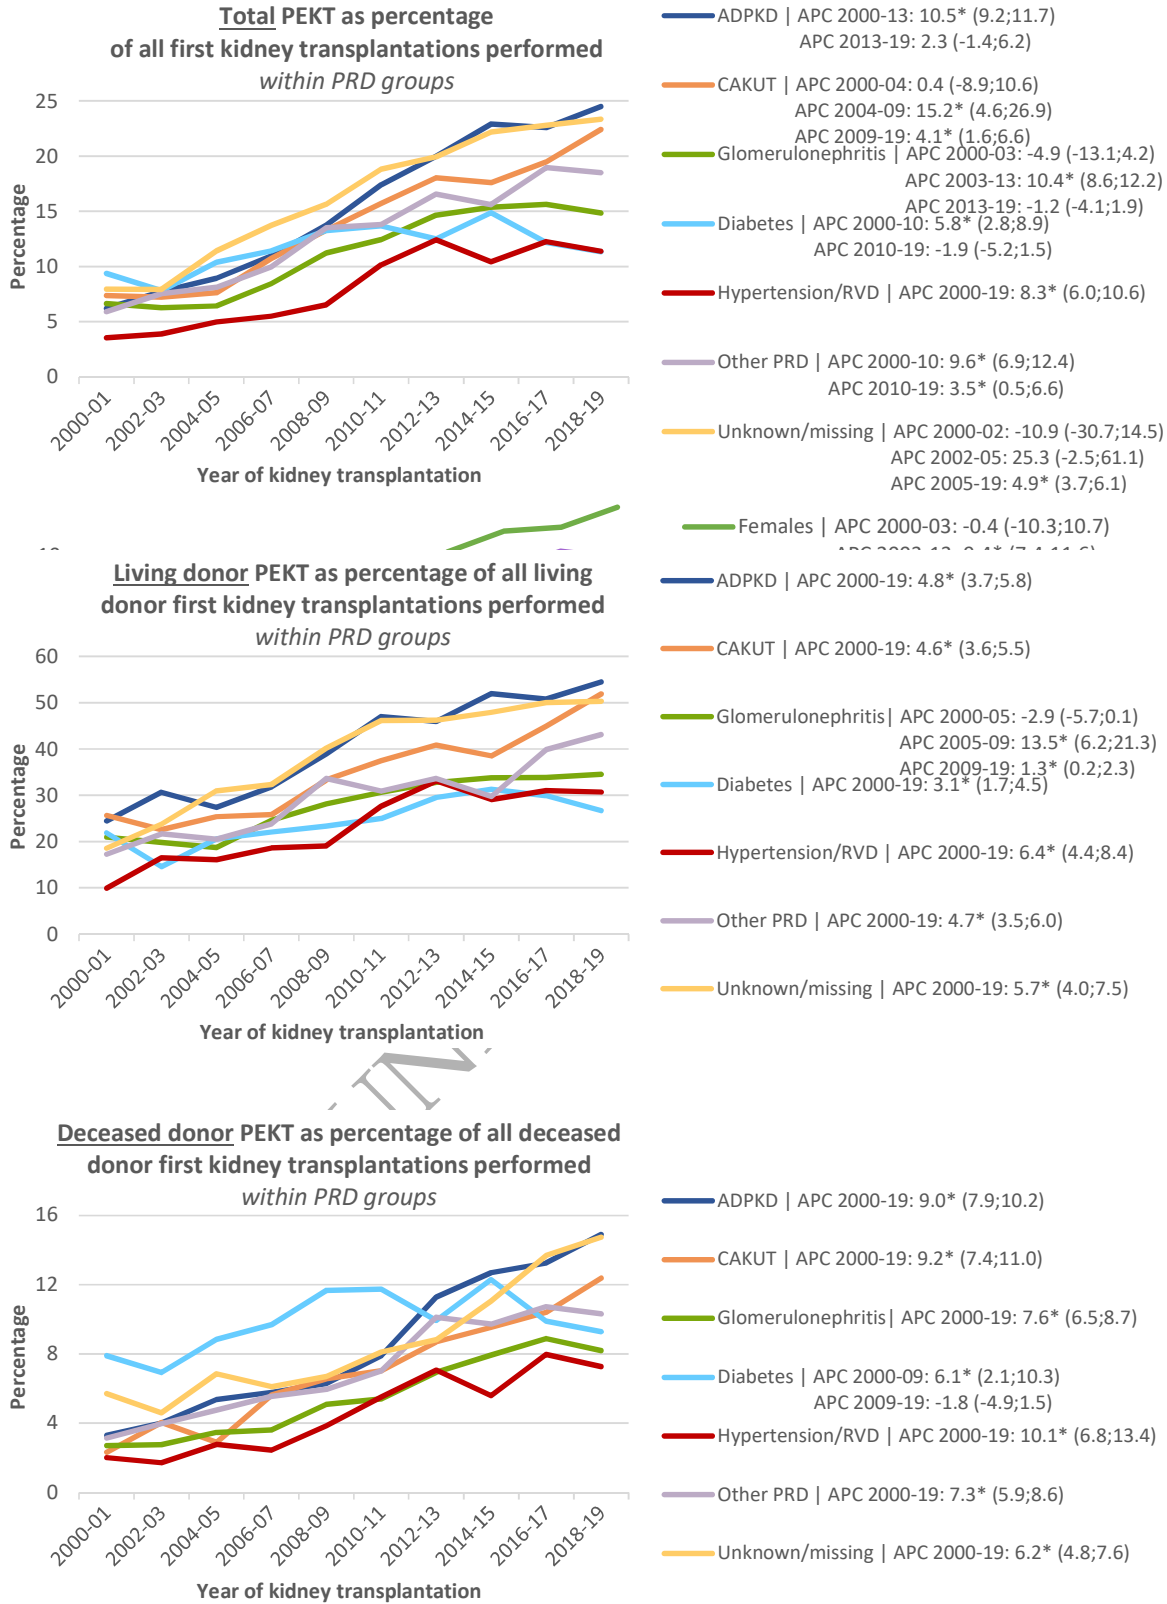 Total PEKT as percentage
of all first kidney transplantations performed
within PRD groups
25
20
15
10
5
0
Percentage
2000-01
2002-03
2004-05
2006-07
2008-09
2010-11
2012-13
2014-15
2016-17
2018-19
Year of kidney transplantation
ADPKD | APC 2000-13: 10.5* (9.2;11.7)
APC 2013-19: 2.3 (-1.4;6.2)
CAKUT | APC 2000-04: 0.4 (-8.9;10.6)
APC 2004-09: 15.2* (4.6;26.9)
APC 2009-19: 4.1* (1.6;6.6)
Glomerulonephritis | APC 2000-03: -4.9 (-13.1;4.2)
APC 2003-13: 10.4* (8.6;12.2)
APC 2013-19: -1.2 (-4.1;1.9)
Diabetes | APC 2000-10: 5.8* (2.8;8.9)
APC 2010-19: -1.9 (-5.2;1.5)
Hypertension/RVD | APC 2000-19: 8.3* (6.0;10.6)
Other PRD | APC 2000-10: 9.6* (6.9;12.4)
APC 2010-19: 3.5* (0.5;6.6)
Unknown/missing | APC 2000-02: -10.9 (-30.7;14.5)
APC 2002-05: 25.3 (-2.5;61.1)
APC 2005-19: 4.9* (3.7;6.1)
Females | APC 2000-03: -0.4 (-10.3;10.7)
Living donor PEKT as percentage of all living
donor first kidney transplantations performed
within PRD groups
60
50
40
30
20
10
0
Percentage
2000-01
2002-03
2004-05
2006-07
2008-09
2010-11
2012-13
2014-15
2016-17
2018-19
Year of kidney transplantation
ADPKD | APC 2000-19: 4.8* (3.7;5.8)
CAKUT | APC 2000-19: 4.6* (3.6;5.5)
Glomerulonephritis| APC 2000-05: -2.9 (-5.7;0.1)
APC 2005-09: 13.5* (6.2;21.3)
APC 2009-19: 1.3* (0.2;2.3)
Diabetes | APC 2000-19: 3.1* (1.7;4.5)
Hypertension/RVD | APC 2000-19: 6.4* (4.4;8.4)
Other PRD | APC 2000-19: 4.7* (3.5;6.0)
Unknown/missing | APC 2000-19: 5.7* (4.0;7.5)
Deceased donor PEKT as percentage of all deceased
donor first kidney transplantations performed
within PRD groups
16
12
8
4
0
Percentage
2000-01
2002-03
2004-05
2006-07
2008-09
2010-11
2012-13
2014-15
2016-17
2018-19
Year of kidney transplantation
ADPKD | APC 2000-19: 9.0* (7.9;10.2)
CAKUT | APC 2000-19: 9.2* (7.4;11.0)
Glomerulonephritis| APC 2000-19: 7.6* (6.5;8.7)
Diabetes | APC 2000-09: 6.1* (2.1;10.3)
APC 2009-19: -1.8 (-4.9;1.5)
Hypertension/RVD | APC 2000-19: 10.1* (6.8;13.4)
Other PRD | APC 2000-19: 7.3* (5.9;8.6)
Unknown/missing | APC 2000-19: 6.2* (4.8;7.6)